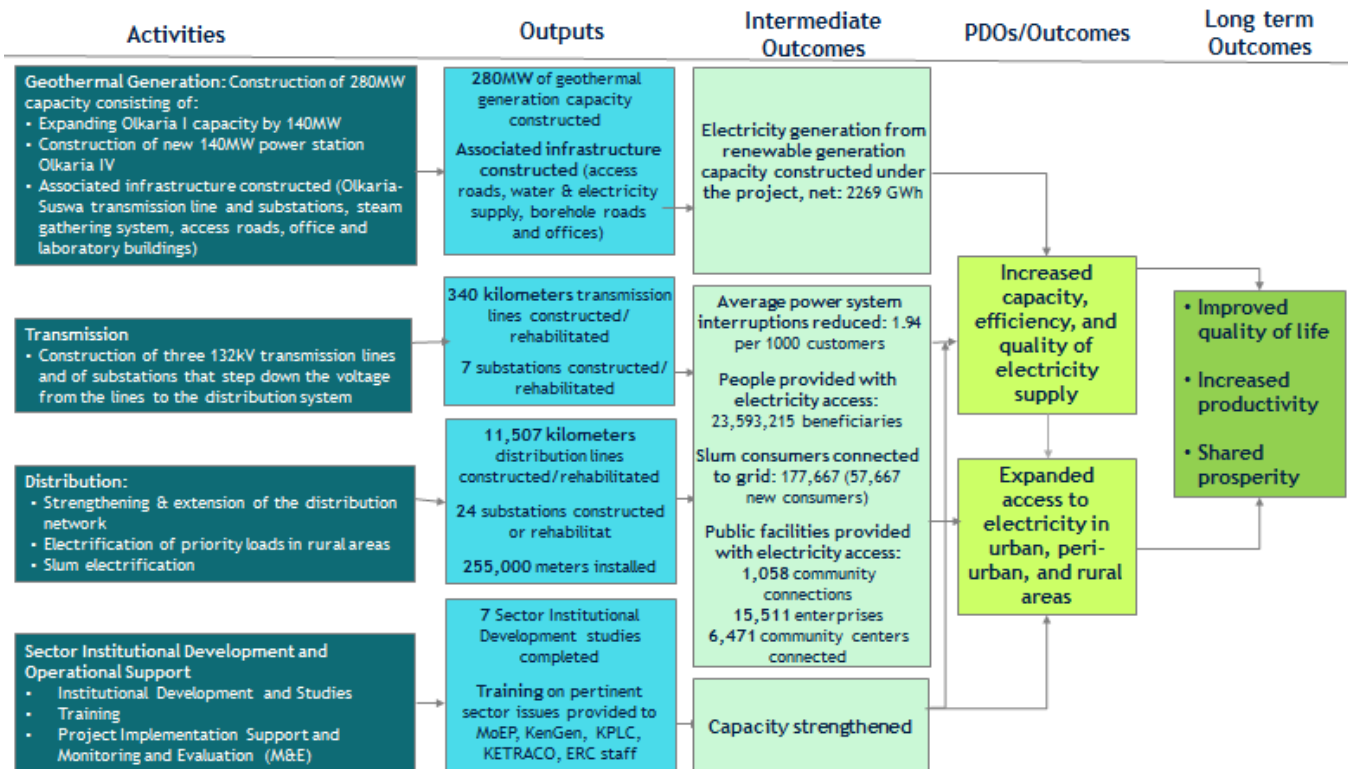 Activities
Outputs
Intermediate
Outcomes
PDOs/Outcomes
Long term
Outcomes
Geothermal Generation: Construction of 280MW
capacity consisting of:
• Expanding Olkaria I capacity by 140MW
• Construction of new 140MW power station
Olkaria IV
• Associated infrastructure constructed (Olkaria-
Suswa transmission line and substations, steam
gathering system, access roads, office and
laboratory buildings)
280MW of geothermal
generation capacity
constructed
Associated infrastructure
constructed (access
roads, water & electricity
supply, borehole roads
and offices)
Electricity generation from
renewable generation
capacity constructed under
the project, net: 2269 GWh
Transmission
• Construction of three 132kV transmission lines
and of substations that step down the voltage
from the lines to the distribution system
340 kilometers transmission
lines constructed/
rehabilitated
7 substations constructed/
rehabilitated
Distribution:
• Strengthening & extension of the distribution
network
• Electrification of priority loads in rural areas
• Slum electrification
11,507 kilometers
distribution lines
constructed/rehabilitated
24 substations constructed
or rehabilitat
255,000 meters installed
Average power system
interruptions reduced: 1.94
per 1000 customers
People provided with
electricity access:
23,593,215 beneficiaries
Slum consumers connected
to grid: 177,667 (57,667
new consumers)
Public facilities provided
with electricity access:
1,058 community
connections
15,511 enterprises
6,471 community centers
connected
Sector Institutional Development and
Operational Support
• Institutional Development and Studies
• Training
• Project Implementation Support and
Monitoring and Evaluation (M&E)
7 Sector Institutional
Development studies
completed
Training on pertinent
sector issues provided to
MoEP, KenGen, KPLC,
KETRACO, ERC staff
Capacity strengthened
Increased
capacity,
efficiency, and
quality of
electricity
supply
Expanded
access to
electricity in
urban, peri-
urban, and rural
areas
• Improved
quality of life
• Increased
productivity
• Shared
prosperity